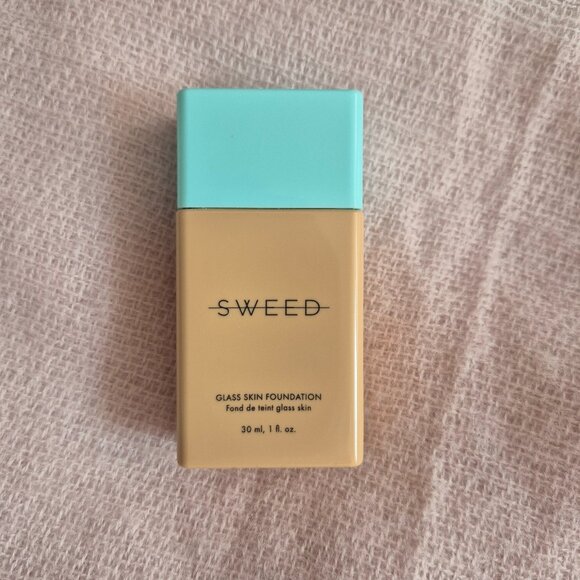 SWEED
GLASS SKIN FOUNDATION
Fond de teint glass skin
30 ml, 1 fl. oz.